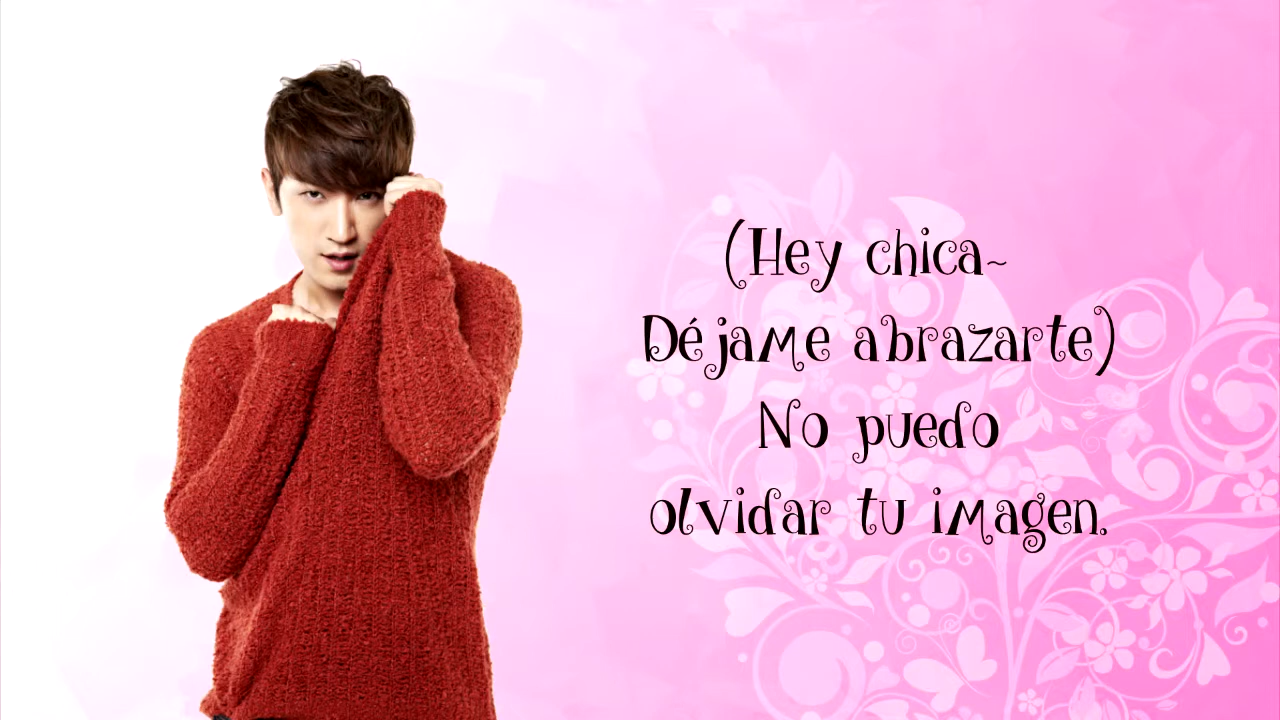 (Hey chica~
Déjame abrazarte)
No puedo
olvidar tu imagen.